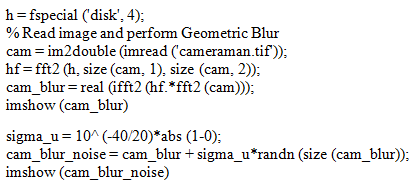 h = fspecial ('disk', 4);
% Read image and perform Geometric Blur
cam = im2double (imread ('cameraman.tif'));
hf = fft2 (h, size (cam, 1), size (cam, 2));
cam_blur = real (ifft2 (hf.*fft2 (cam)));
imshow (cam_blur)
sigma_u = 10^ (-40/20)*abs (1-0);
cam_blur_noise = cam_blur + sigma_u*randn (size (cam_blur));
imshow (cam_blur_noise)